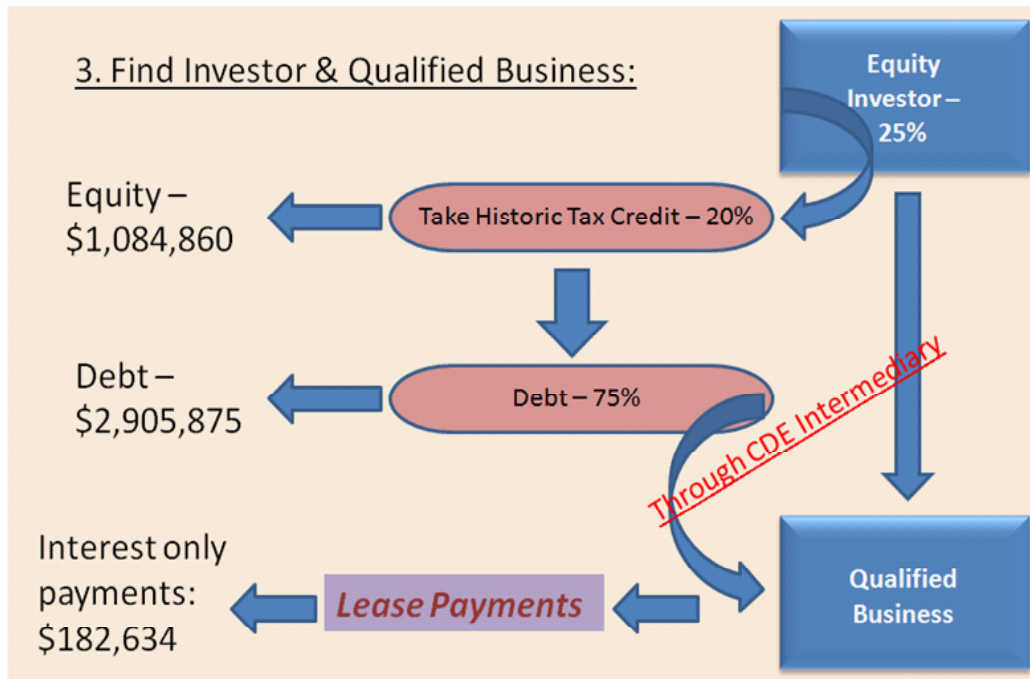 3. Find Investor & Qualified Business:
Equity
Investor –
25%
Equity –
$1,084,860
Take Historic Tax Credit – 20%
Debt –
$2,905,875
Debt – 75%
Through CDE Intermediary
Interest only
payments:
$182,634
Lease Payments
Qualified
Business